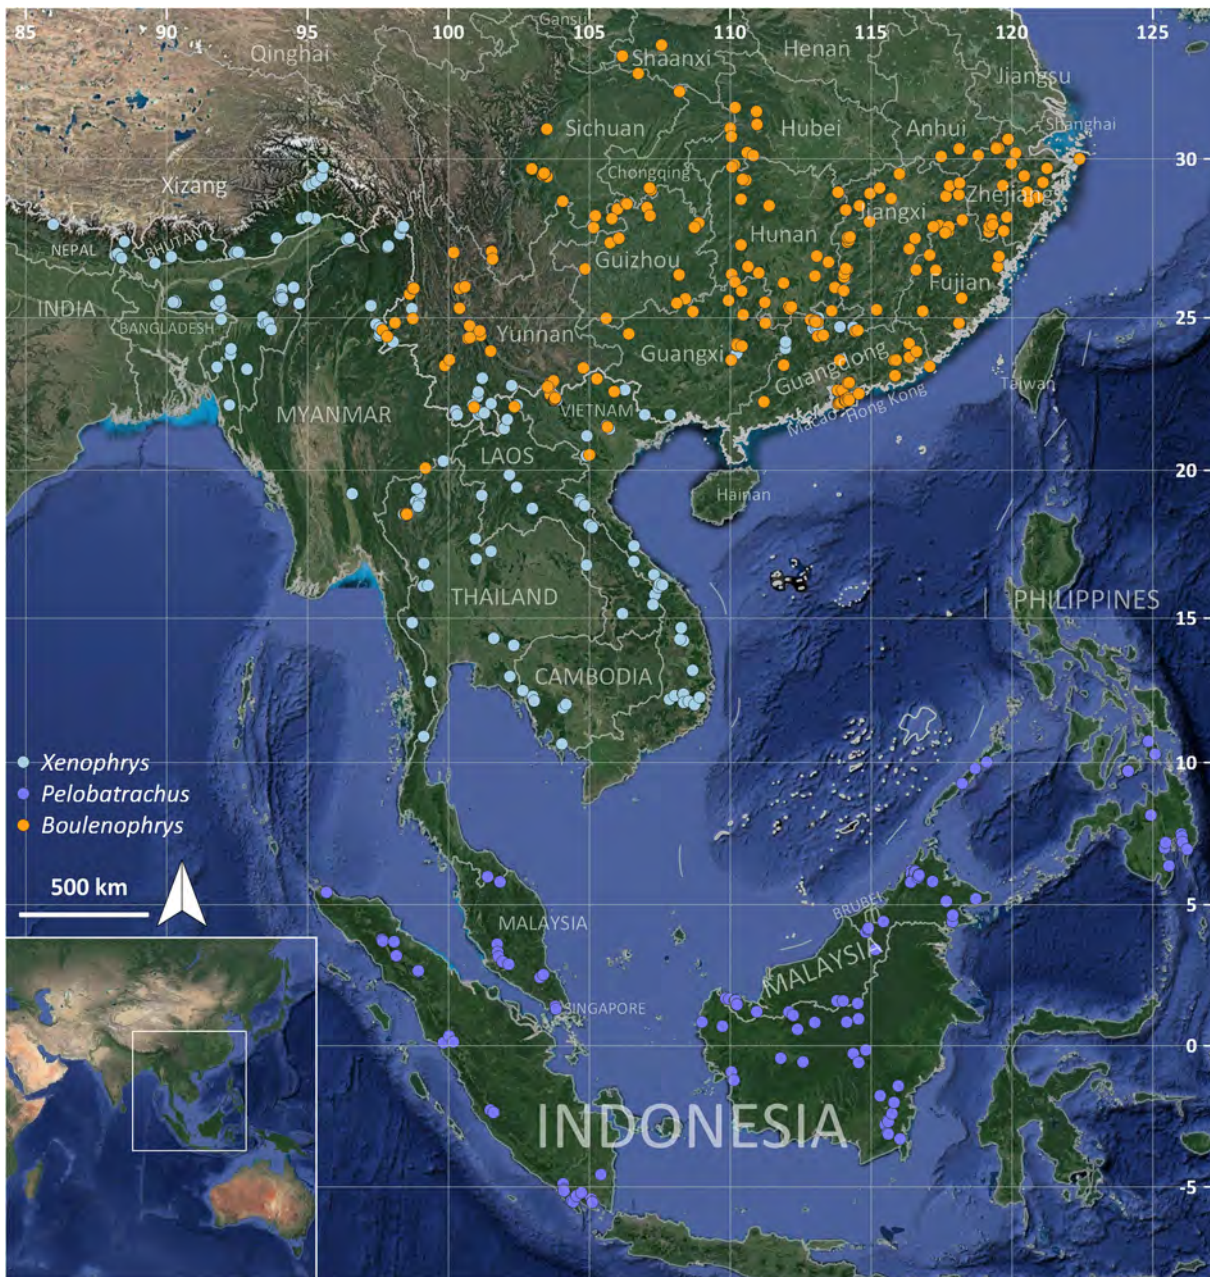 85 90 95 100 105 110 115 120 125
Gansu
Qinghai
Shaanxi
Henan
Jiangsu
Sichuan
Hubei
Anhui
Shanghai
30
Xizang
Chongqing
Zhejiang
Jiangxi
Hunan
NEPAL
BHUTAN
Guizhou
Fujian
INDIA
BANGLADESH
Yunnan
25
Guangxi
Guangdong
Taiwan
MYANMAR
VIETNAM
Macao
Hong Kong
LAOS
20
Hainan
THAILAND
PHILIPPINES
15
CAMBODIA
Xenophrys
10
Pelobatrachus
Boulenophrys
500 km
5
MALAYSIA
BRUBEI
MALAYSIA
SINGAPORE
0
INDONESIA
-5